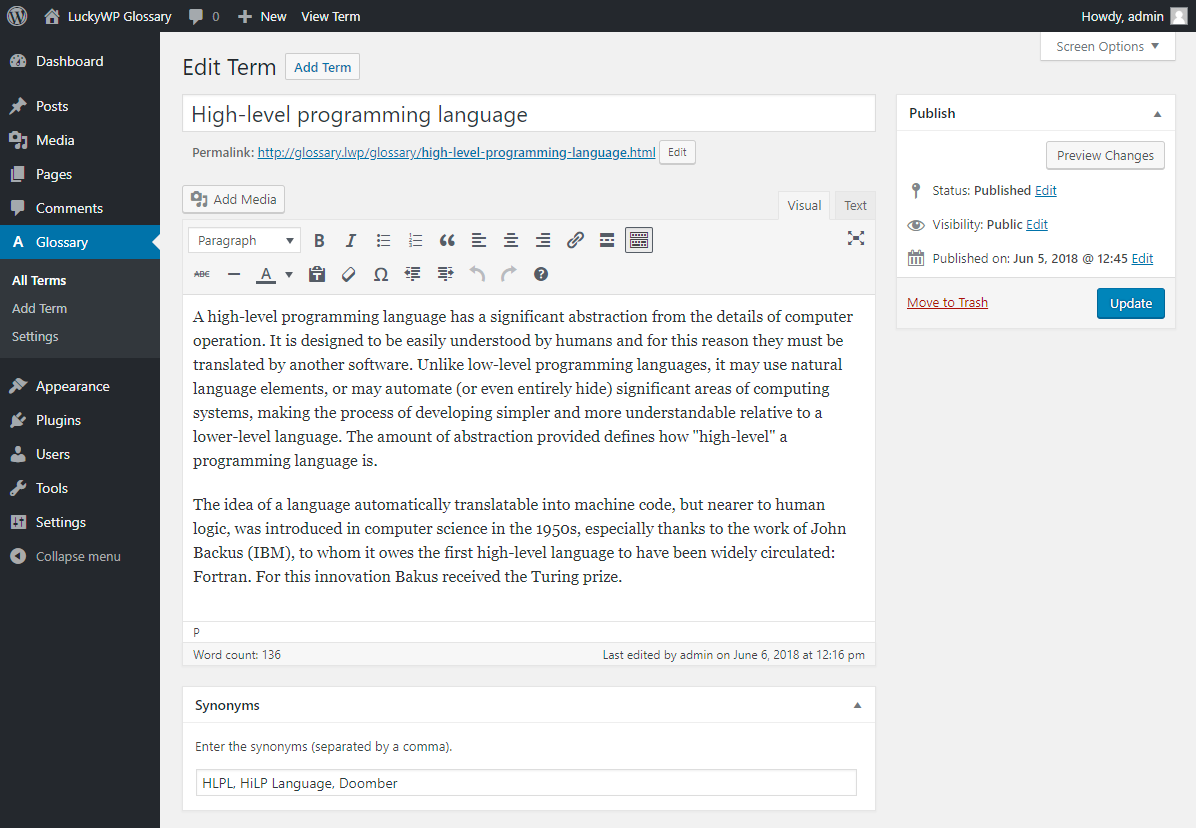 LuckyWP Glossary 0 New View Term Howdy, admin
Screen Options
Dashboard
Posts
Media
Pages
Comments
Glossary
All Terms
Add Term
Settings
Appearance
Plugins
Users
Tools
Settings
Collapse menu
Edit Term Add Term
High-level programming language
Permalink: http://glossary.lwp/glossary/high-level-programming-language.html Edit
Add Media
Visual Text
Paragraph B I
ABC A Ω
A high-level programming language has a significant abstraction from the details of computer
operation. It is designed to be easily understood by humans and for this reason they must be
translated by another software. Unlike low-level programming languages, it may use natural
language elements, or may automate (or even entirely hide) significant areas of computing
systems, making the process of developing simpler and more understandable relative to a
lower-level language. The amount of abstraction provided defines how "high-level" a
programming language is.
The idea of a language automatically translatable into machine code, but nearer to human
logic, was introduced in computer science in the 1950s, especially thanks to the work of John
Backus (IBM), to whom it owes the first high-level language to have been widely circulated:
Fortran. For this innovation Bakus received the Turing prize.
P
Word count: 136 Last edited by admin on June 6, 2018 at 12:16 pm
Synonyms
Enter the synonyms (separated by a comma).
HLPL, HiLP Language, Doomber
Publish
Preview Changes
Status: Published Edit
Visibility: Public Edit
Published on: Jun 5, 2018 @ 12:45 Edit
Move to Trash Update